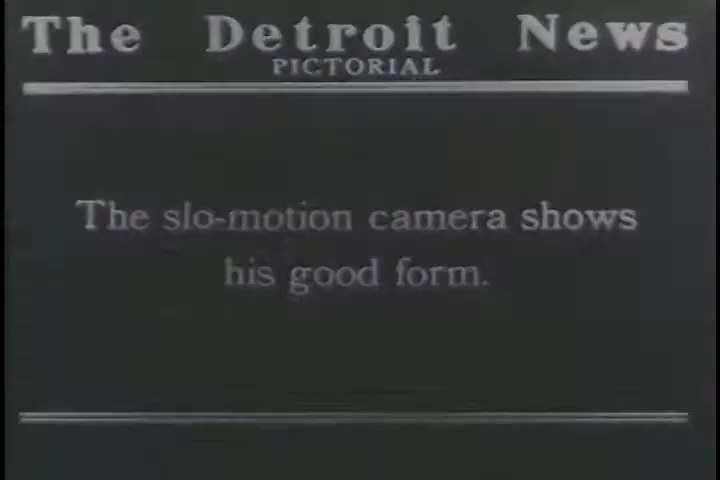 The Detroit News
PICTORIAL
The slo-motion camera shows
his good form.